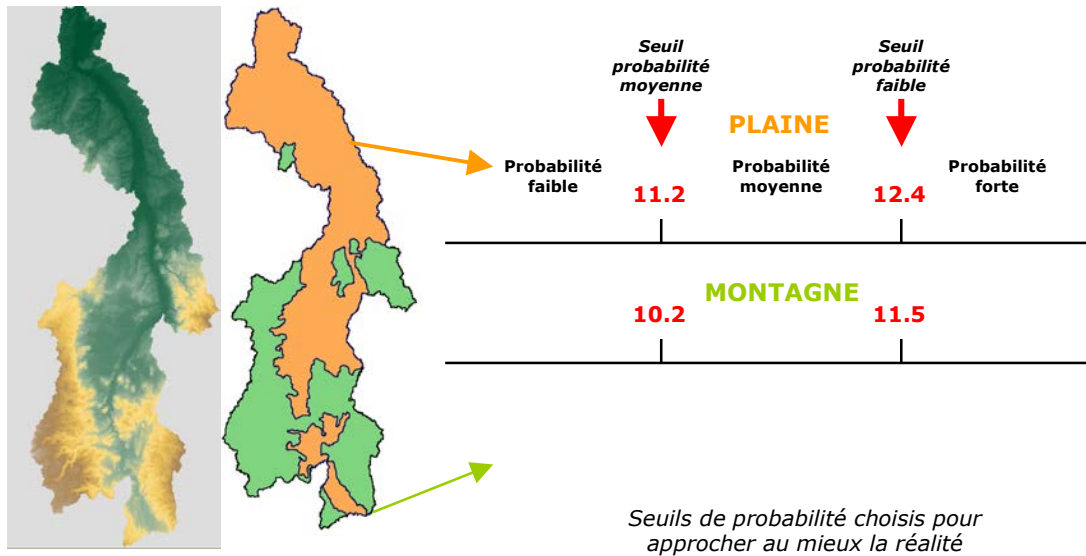 Seuil
probabilité
moyenne
Seuil
probabilité
faible
PLAINE
Probabilité
faible
Probabilité
moyenne
Probabilité
forte
11.2
12.4
MONTAGNE
10.2
11.5
Seuils de probabilité choisis pour
approcher au mieux la réalité